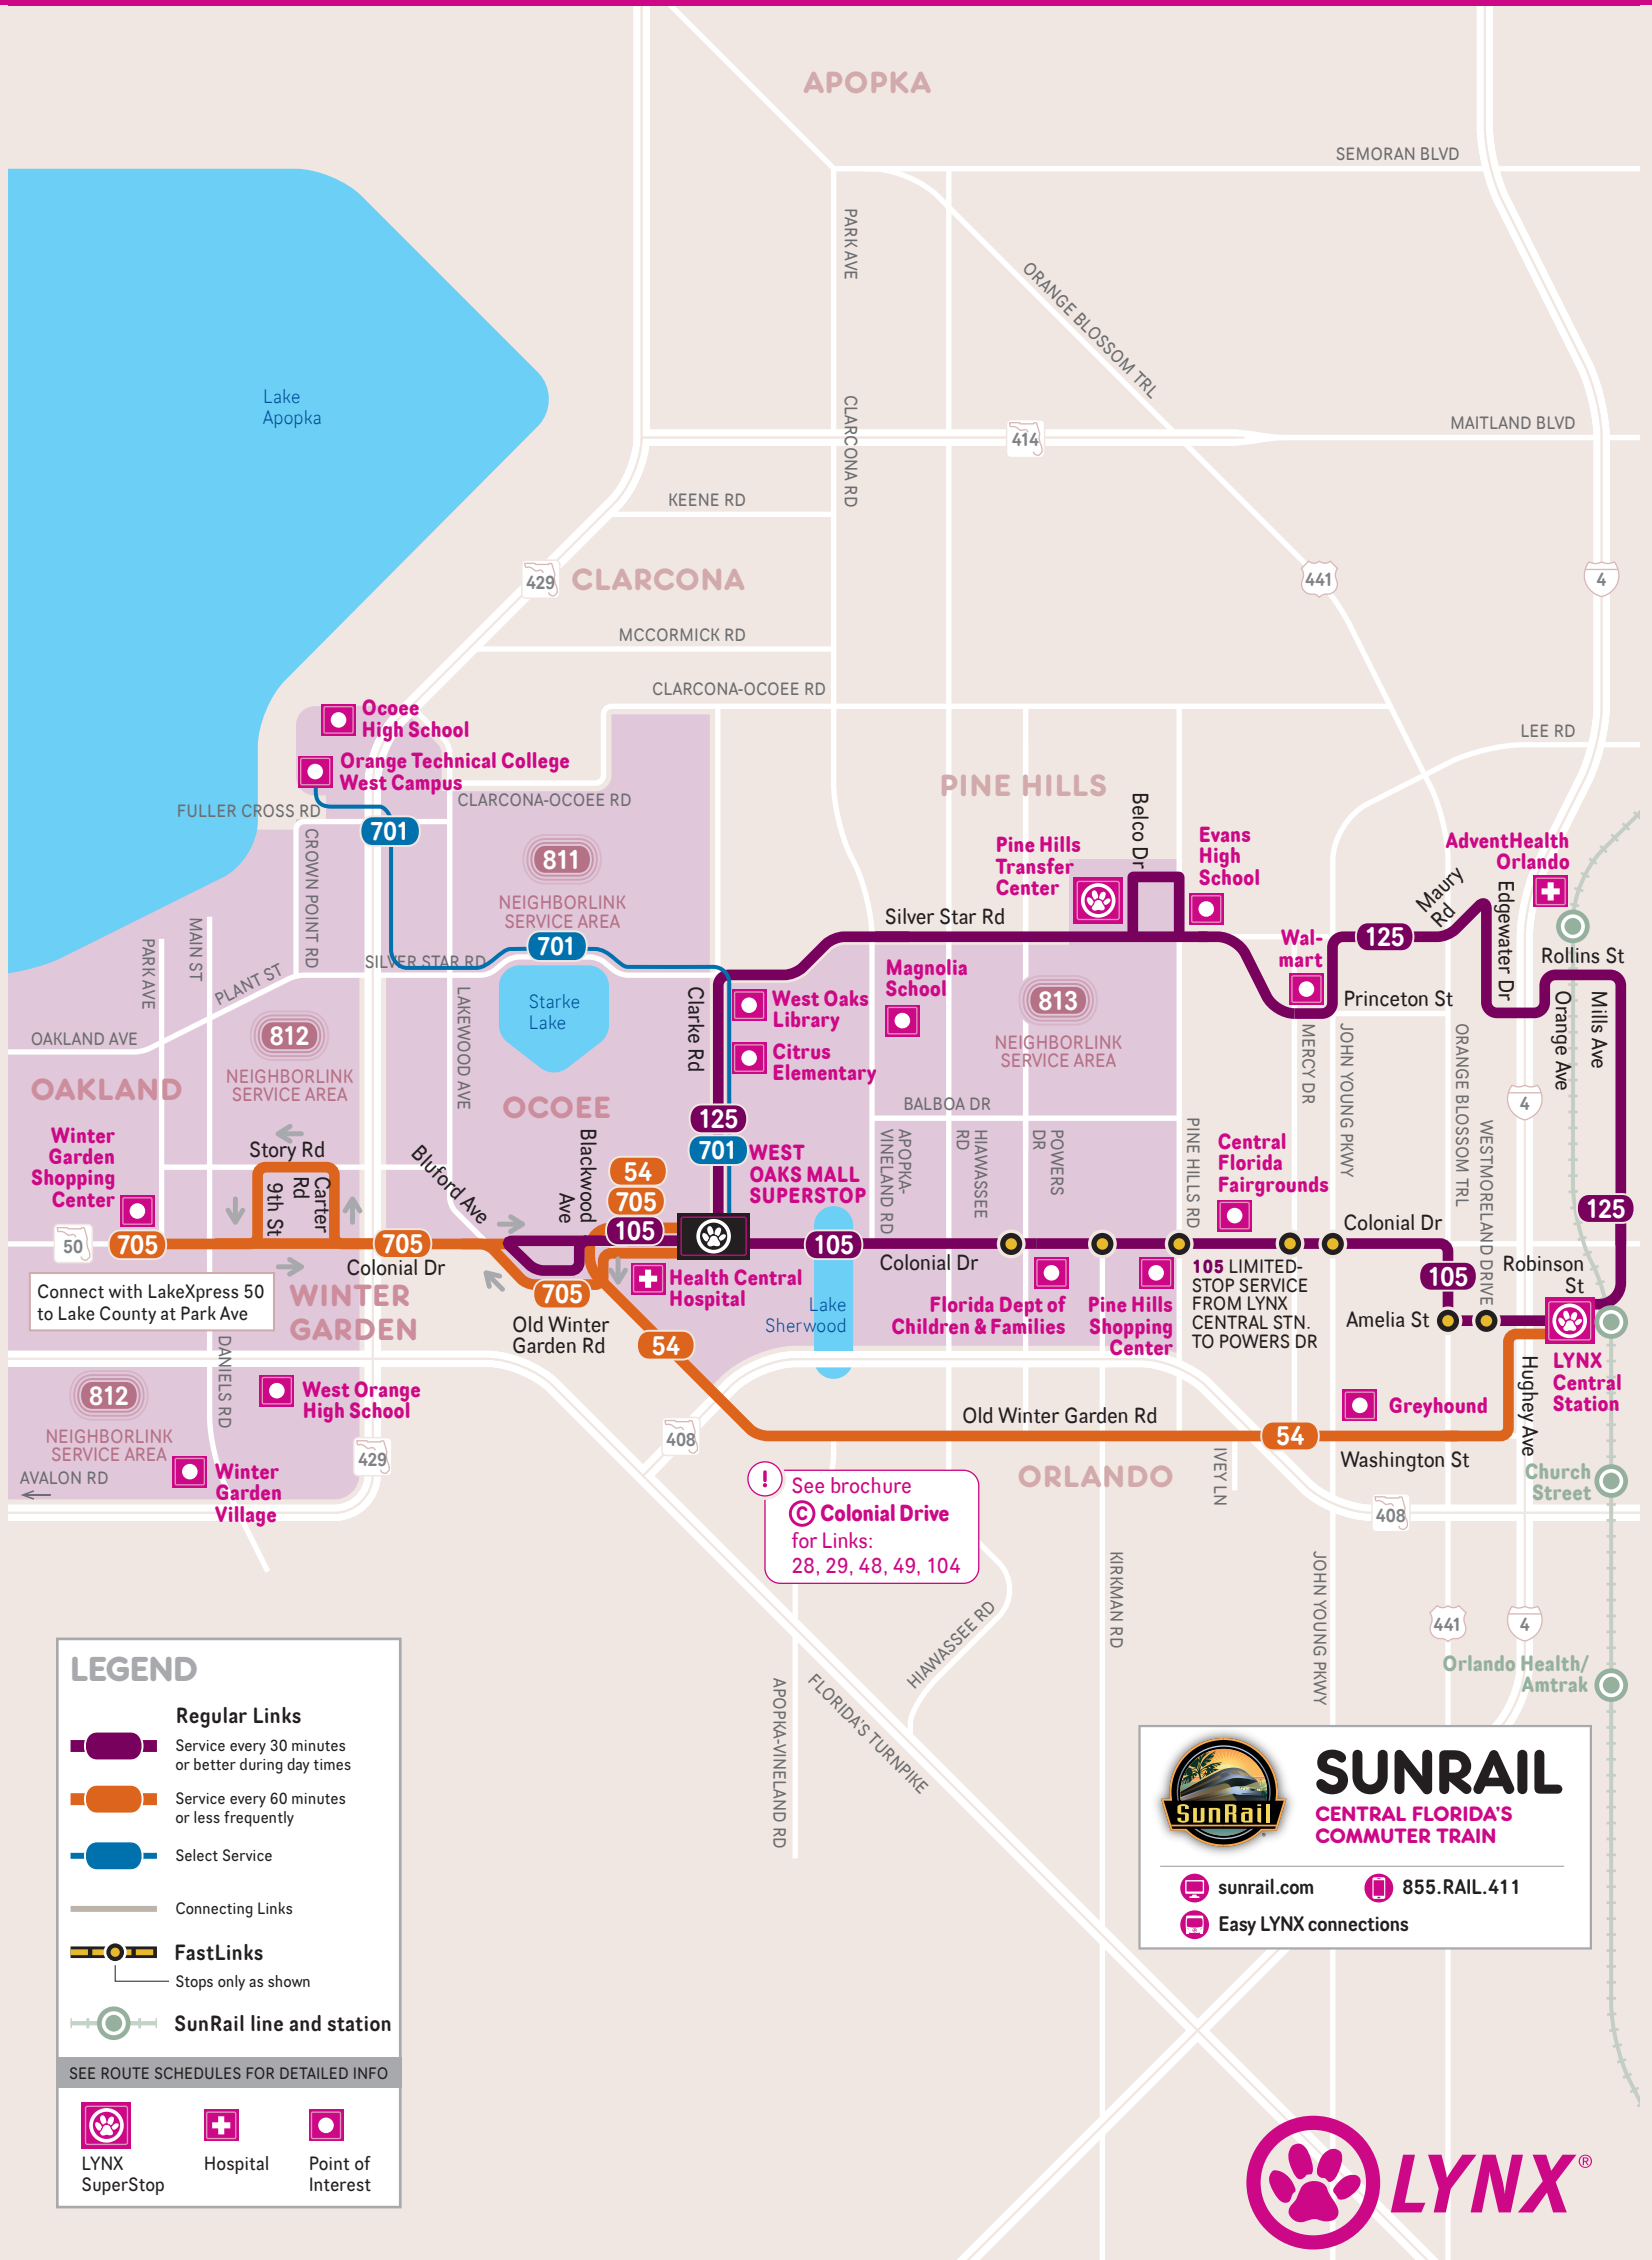 APOPKA
SEMORAN BLVD
PARK AVE
ORANGE BLOSSOM TRL
Lake
Apopka
CLARCONA RD
414
MAITLAND BLVD
KEENE RD
429
CLARCONA
441
4
MCCORMICK RD
CLARCONA-OCOEE RD
Ocoee
High School
LEE RD
Orange Technical College
West Campus
FULLER CROSS RD
CLARCONA-OCOEE RD
701
CROWN POINT RD
811
NEIGHBORLINK
SERVICE AREA
PINE HILLS
Belco Dr
Pine Hills
Transfer
Center
Evans
High
School
AdventHealth
Orlando
Maury
Rd
Edgewater Dr
Silver Star Rd
Wal-
mart
125
Rollins St
701
SILVER STAR RD
PARK AVE
MAIN ST
PLANT ST
LAKEWOOD AVE
Starke
Lake
Clarke Rd
West Oaks
Library
Magnolia
School
813
NEIGHBORLINK
SERVICE AREA
Princeton St
Orange Ave
Mills Ave
OAKLAND AVE
812
NEIGHBORLINK
SERVICE AREA
Citrus
Elementary
MERCY DR
JOHN YOUNG PKWY
ORANGE BLOSSOM TRL
OAKLAND
OCOEE
BALBOA DR
4
125
701
WEST
OAKS MALL
SUPERSTOP
Winter
Garden
Shopping
Center
Story Rd
9th St
Carter
Rd
Bluford Ave
Blackwood
Ave
54
705
105
APOPKA-
VINELAND RD
HIAWASSEE
RD
POWERS
DR
PINE HILLS RD
Central
Florida
Fairgrounds
WESTMORELAND DRIVE
125
50
705
705
Colonial Dr
105
Colonial Dr
Colonial Dr
105
Robinson
St
Connect with LakeXpress 50
to Lake County at Park Ave
WINTER
GARDEN
705
Old Winter
Garden Rd
Health Central
Hospital
Lake
Sherwood
Florida Dept of
Children & Families
Pine Hills
Shopping
Center
105 LIMITED-
STOP SERVICE
FROM LYNX
CENTRAL STN.
TO POWERS DR
Amelia St
54
LYNX
Central
Station
Hughey Ave
DANIELS RD
812
NEIGHBORLINK
SERVICE AREA
West Orange
High School
Greyhound
408
Old Winter Garden Rd
54
Washington St
429
AVALON RD
Winter
Garden
Village
IVEY LN
Church
Street
ORLANDO
408
!
See brochure
C Colonial Drive
for Links:
28, 29, 48, 49, 104
KIRKMAN RD
JOHN YOUNG PKWY
HIAWASSEE RD
441
4
Orlando Health/
Amtrak
APOPKA-VINELAND RD
FLORIDA'S TURNPIKE
LEGEND
Regular Links
Service every 30 minutes
or better during day times
Service every 60 minutes
or less frequently
Select Service
Connecting Links
FastLinks
Stops only as shown
SunRail line and station
SEE ROUTE SCHEDULES FOR DETAILED INFO
LYNX
SuperStop
Hospital
Point of
Interest
SunRail
SUNRAIL
CENTRAL FLORIDA'S
COMMUTER TRAIN
sunrail.com
855.RAIL.411
Easy LYNX connections
LYNX®